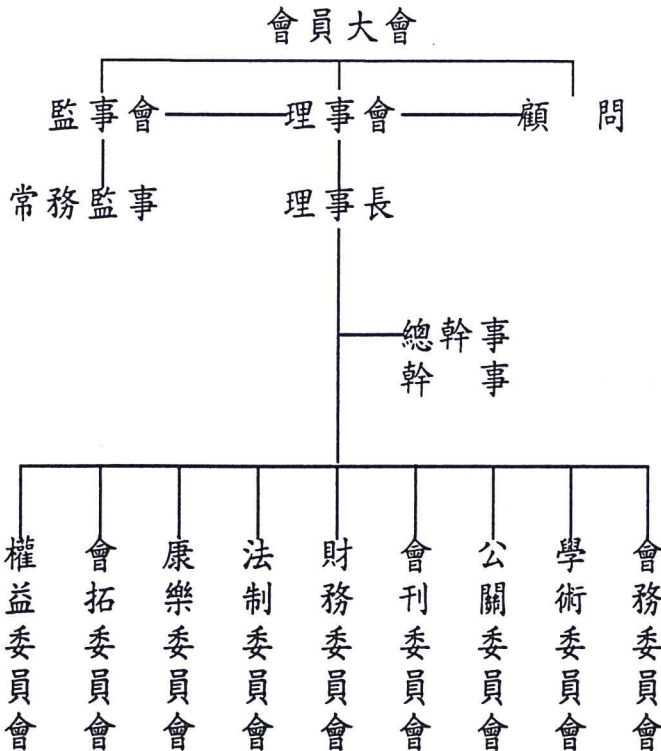 會員大會
監事會 理事會 顧問
常務監事 理事長
總幹事
幹事
權益委員會
會拓委員會
康樂委員會
法制委員會
財務委員會
會刊委員會
公關委員會
學術委員會
會務委員會